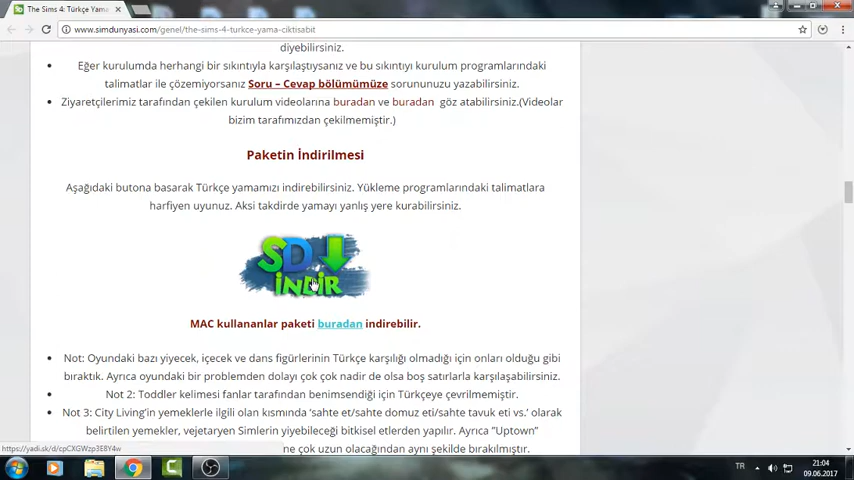 The Sims 4: Türkçe Yama
www.simdunyasi.com/genel/the-sims-4-turkce-yama-ciktisabit
diyebilirsiniz.
Eğer kurulumda herhangi bir sıkıntıyla karşılaştıysanız ve bu sıkıntıyı kurulum programlarındaki
talimatlar ile çözemiyorsanız Soru – Cevap bölümümüze sorununuzu yazabilirsiniz.
Ziyaretçilerimiz tarafından çekilen kurulum videolarına buradan ve buradan göz atabilirsiniz.(Videolar
bizim tarafımızdan çekilmemiştir.)
Paketin İndirilmesi
Aşağıdaki butona basarak Türkçe yamamızı indirebilirsiniz. Yükleme programlarındaki talimatlara
harfiyen uyunuz. Aksi takdirde yamayı yanlış yere kurabilirsiniz.
SD
İNDİR
MAC kullananlar paketi buradan indirebilir.
Not: Oyundaki bazı yiyecek, içecek ve dans figürlerinin Türkçe karşılığı olmadığı için onları olduğu gibi
bıraktık. Ayrıca oyundaki bir problemden dolayı çok çok nadir de olsa boş satırlarla karşılaşabilirsiniz.
Not 2: Toddler kelimesi fanlar tarafından benimsendiği için Türkçeye çevrilmemiştir.
Not 3: City Living'in yemeklerle ilgili olan kısmında 'sahte et/sahte domuz eti/sahte tavuk eti vs.' olarak
belirtilen yemekler, vejetaryen Simlerin yiyebileceği bitkisel etlerden yapılır. Ayrıca "Uptown"
https://yadi.sk/d/cpCXGWzp3E8Y4w
ne çok uzun olacağından aynı şekilde bırakılmıştır.
TR
21:04
09.06.2017